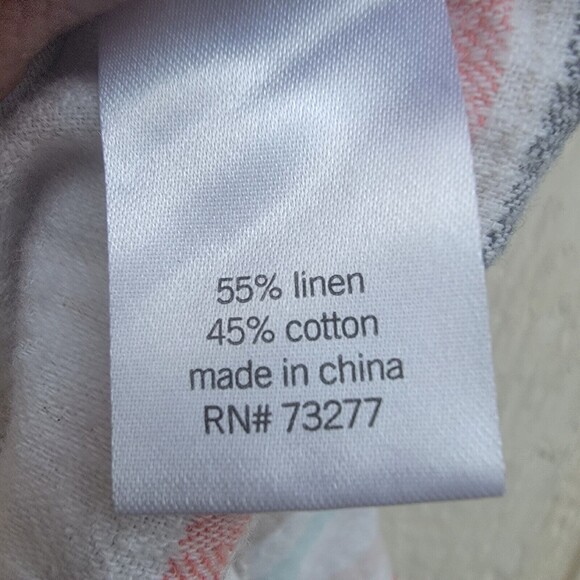 55% linen
45% cotton
made in china
RN# 73277